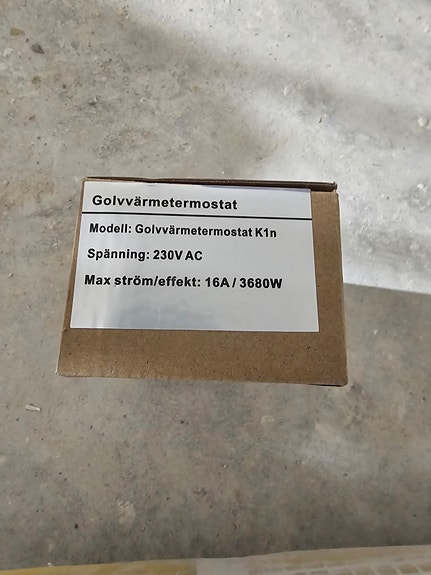 Golvvärmetermostat
Modell: Golvvärmetermostat K1n
Spänning: 230V AC
Max ström/effekt: 16A / 3680W